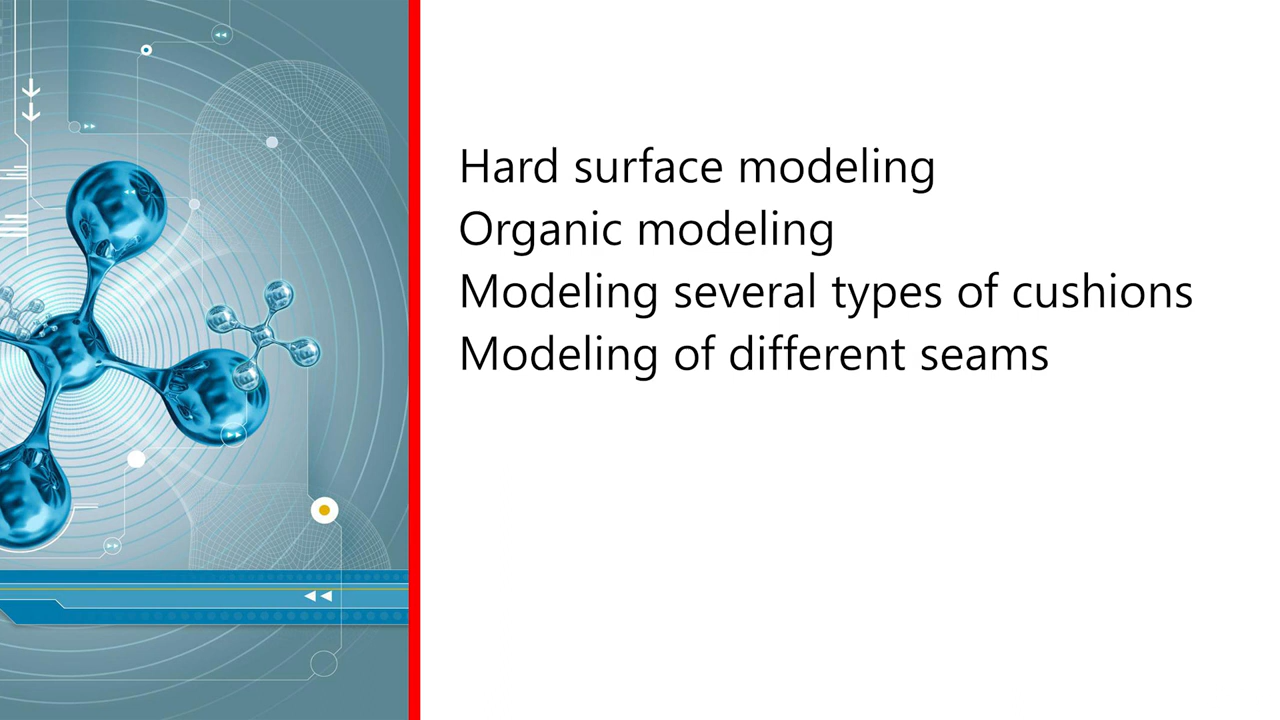 Hard surface modeling
Organic modeling
Modeling several types of cushions
Modeling of different seams